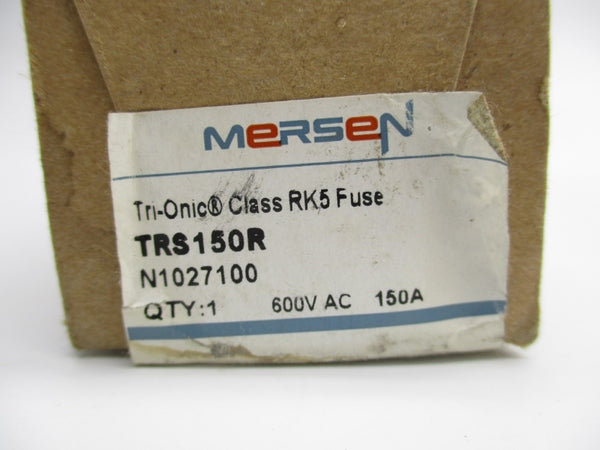 MERSEN
Tri-Onic® Class RK5 Fuse
TRS150R
N1027100
QTY:1 600V AC 150A